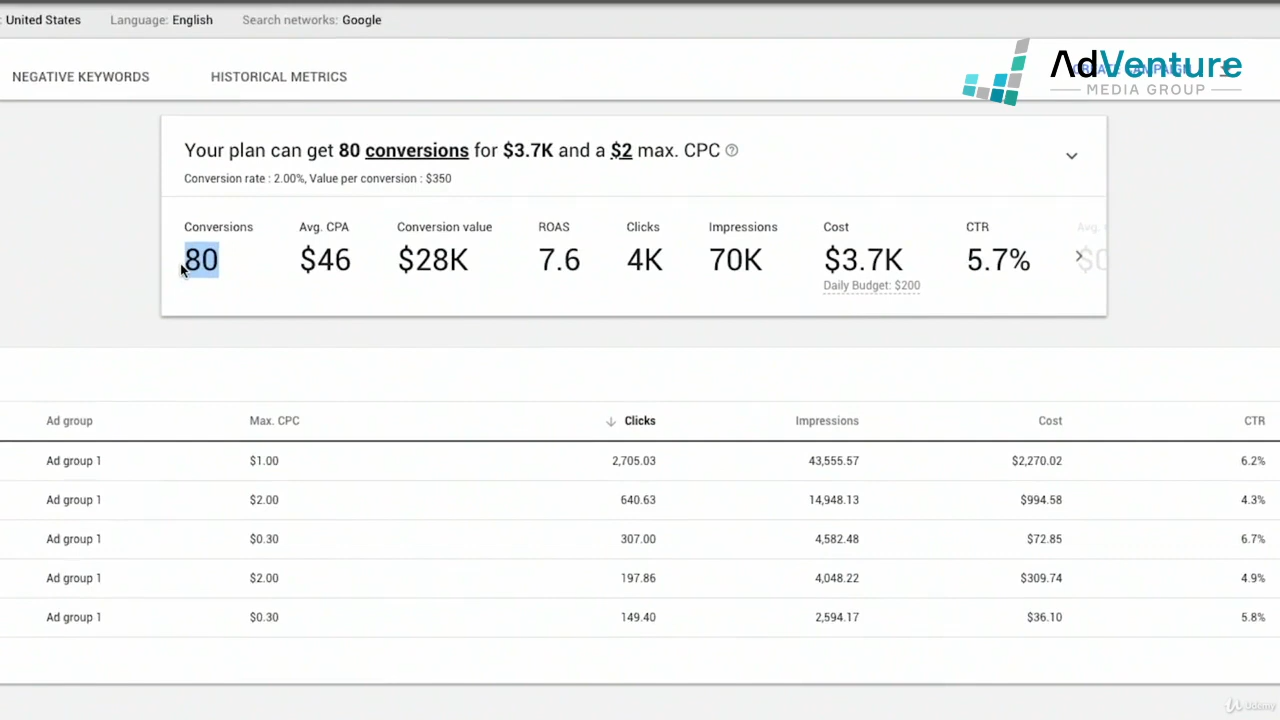 : United States Language: English Search networks: Google
AdVenture
MEDIA GROUP
NEGATIVE KEYWORDS HISTORICAL METRICS
Your plan can get 80 conversions for $3.7K and a $2 max. CPC
Conversion rate : 2.00%, Value per conversion : $350
Conversions Avg. CPA Conversion value ROAS Clicks Impressions Cost CTR Avg.
80 $46 $28K 7.6 4K 70K $3.7K 5.7% $0
Daily Budget: $200
Ad group Max. CPC Clicks Impressions Cost CTR
Ad group 1 $1.00 2,705.03 43,555.57 $2,270.02 6.2%
Ad group 1 $2.00 640.63 14,948.13 $994.58 4.3%
Ad group 1 $0.30 307.00 4,582.48 $72.85 6.7%
Ad group 1 $2.00 197.86 4,048.22 $309.74 4.9%
Ad group 1 $0.30 149.40 2,594.17 $36.10 5.8%
Udemy